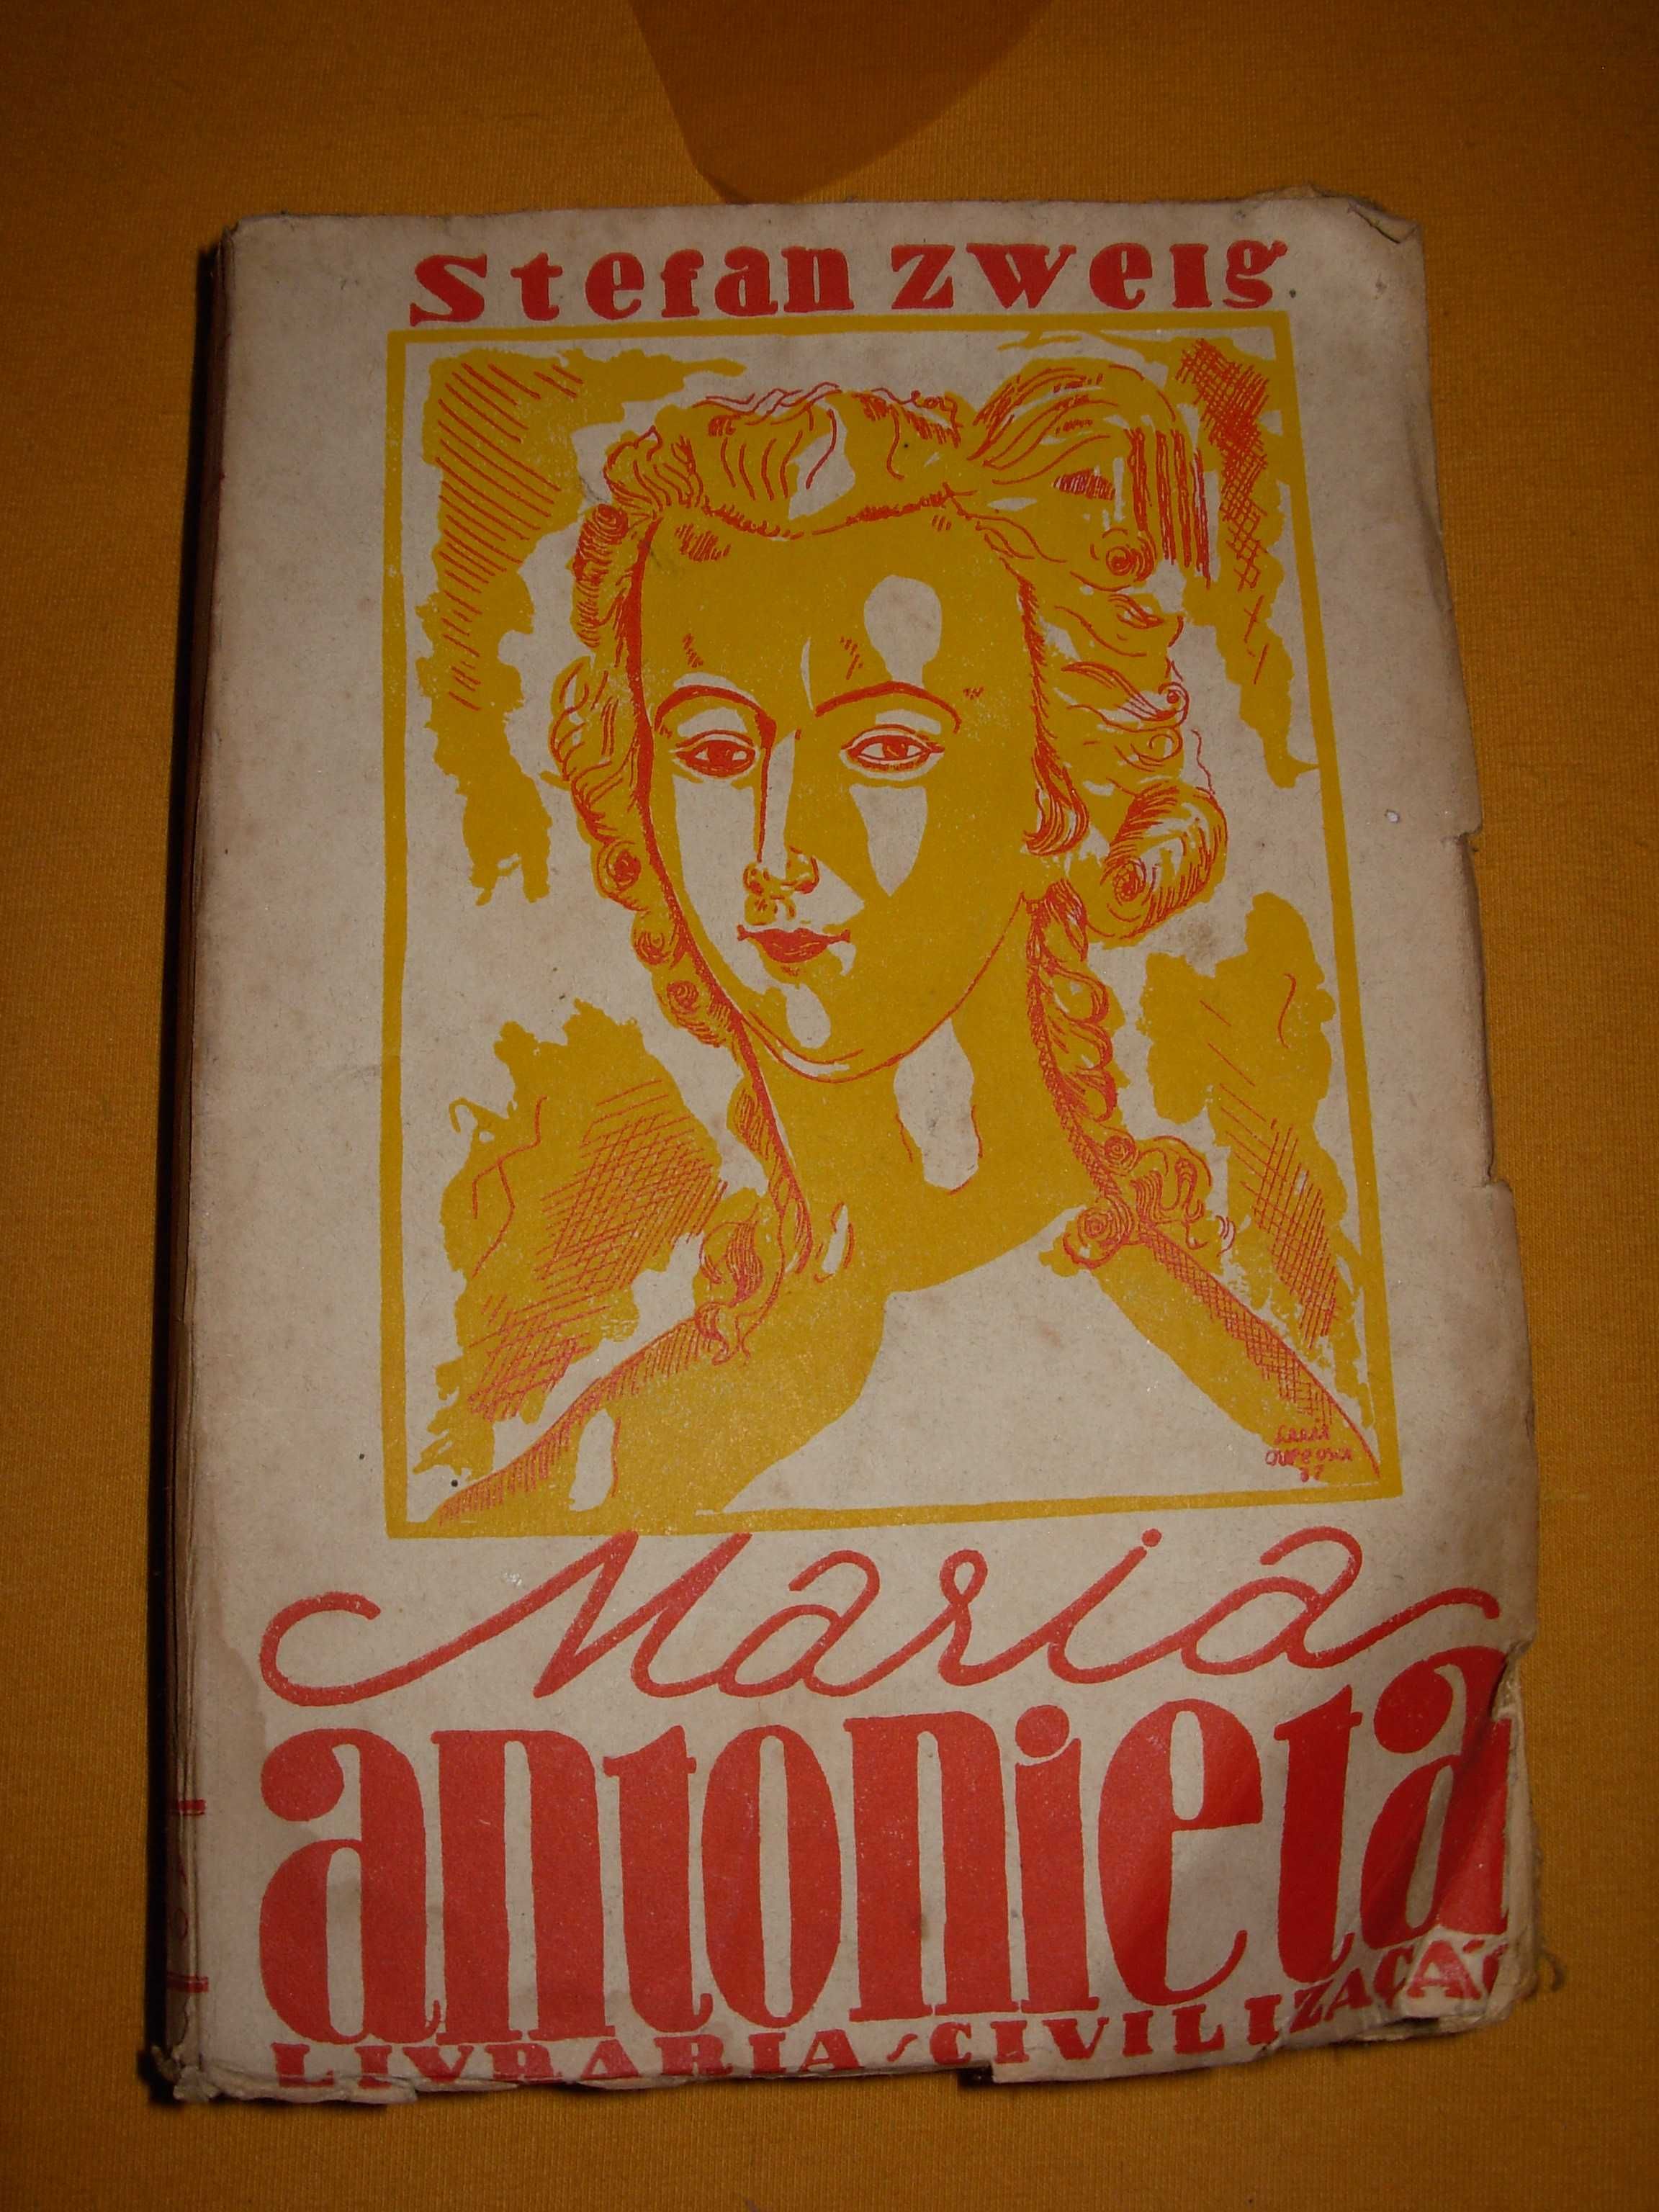 Stefan Zweig
Maria
antonieta
LIVRARIA CIVILIZAÇÃO